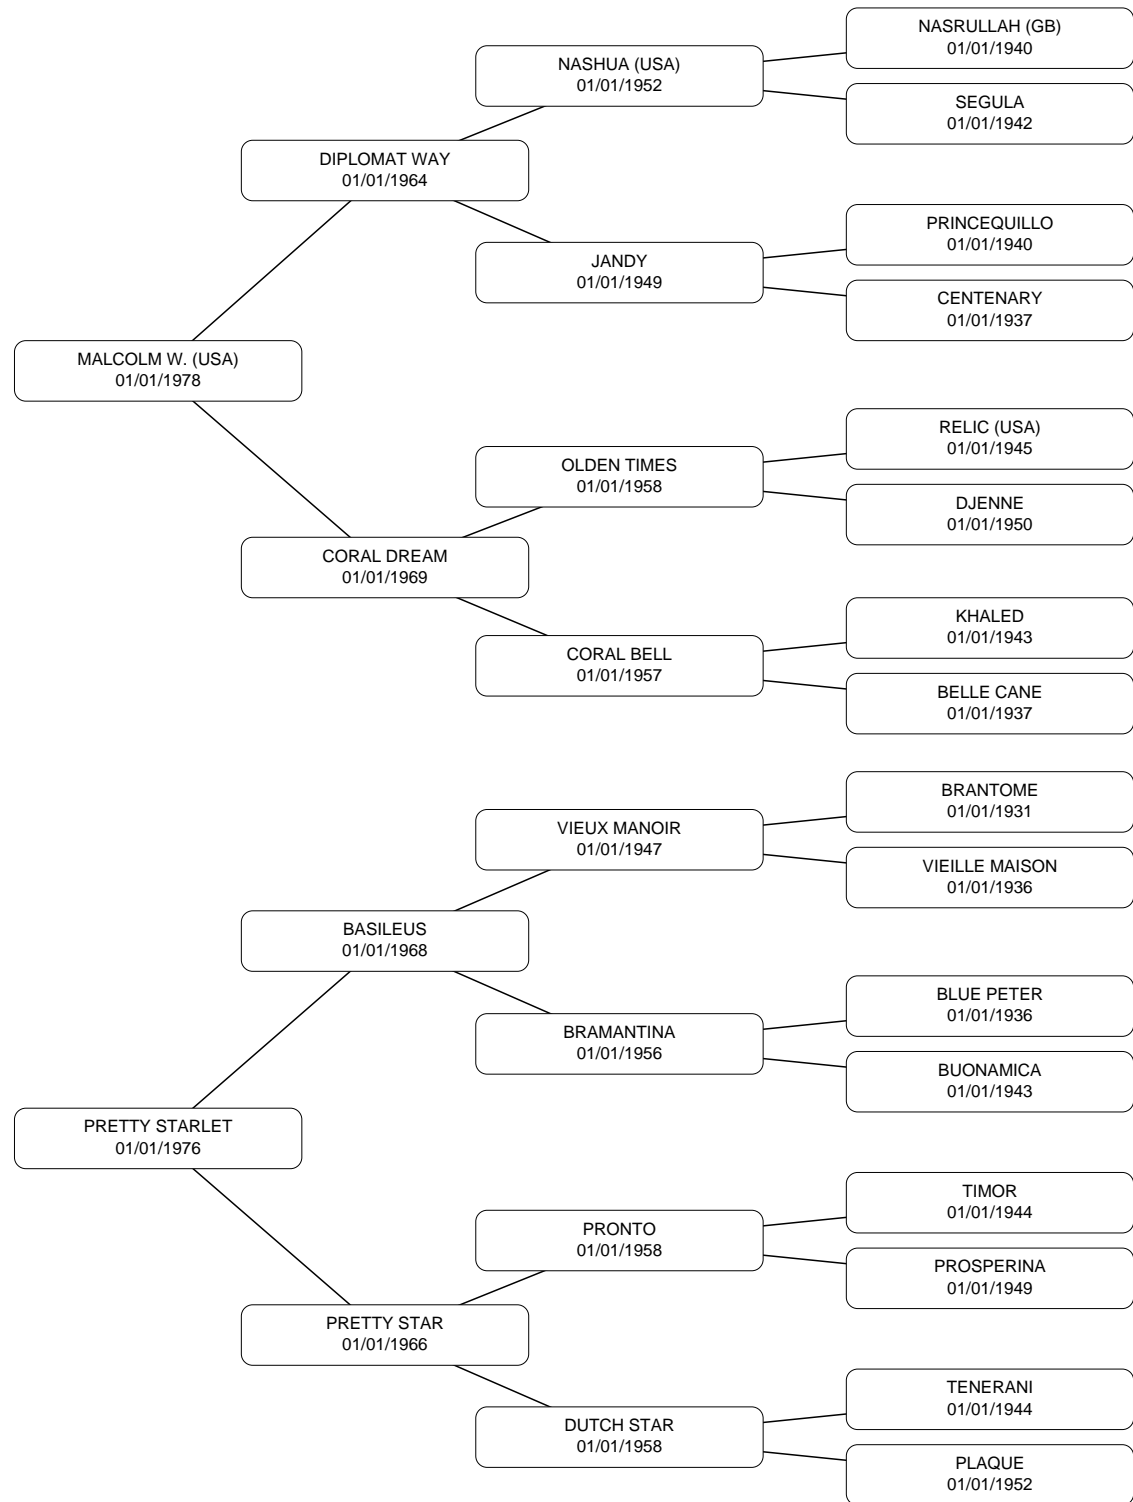 NASRULLAH (GB)
01/01/1940
NASHUA (USA)
01/01/1952
SEGULA
01/01/1942
DIPLOMAT WAY
01/01/1964
PRINCEQUILLO
01/01/1940
JANDY
01/01/1949
CENTENARY
01/01/1937
MALCOLM W. (USA)
01/01/1978
RELIC (USA)
01/01/1945
OLDEN TIMES
01/01/1958
DJENNE
01/01/1950
CORAL DREAM
01/01/1969
KHALED
01/01/1943
CORAL BELL
01/01/1957
BELLE CANE
01/01/1937
BRANTOME
01/01/1931
VIEUX MANOIR
01/01/1947
VIEILLE MAISON
01/01/1936
BASILEUS
01/01/1968
BLUE PETER
01/01/1936
BRAMANTINA
01/01/1956
BUONAMICA
01/01/1943
PRETTY STARLET
01/01/1976
TIMOR
01/01/1944
PRONTO
01/01/1958
PROSPERINA
01/01/1949
PRETTY STAR
01/01/1966
TENERANI
01/01/1944
DUTCH STAR
01/01/1958
PLAQUE
01/01/1952